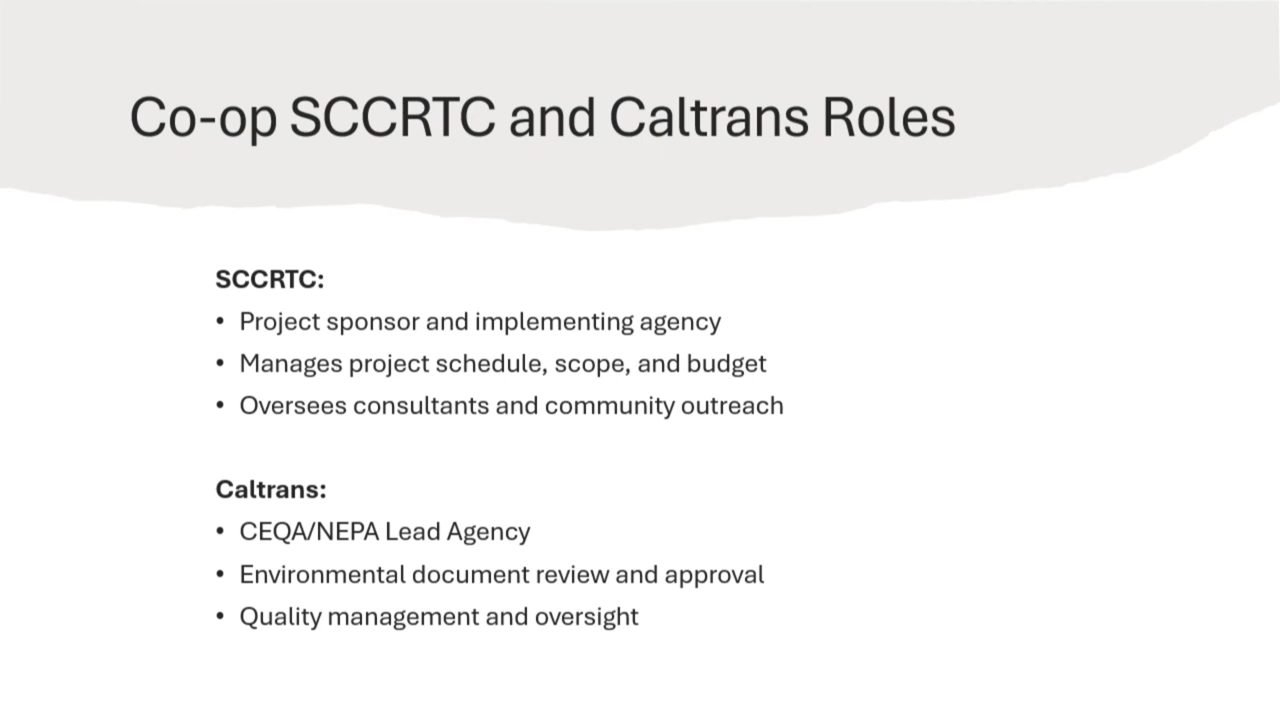 Co-op SCCRTC and Caltrans Roles
SCCRTC:
• Project sponsor and implementing agency
• Manages project schedule, scope, and budget
• Oversees consultants and community outreach
Caltrans:
• CEQA/NEPA Lead Agency
• Environmental document review and approval
• Quality management and oversight